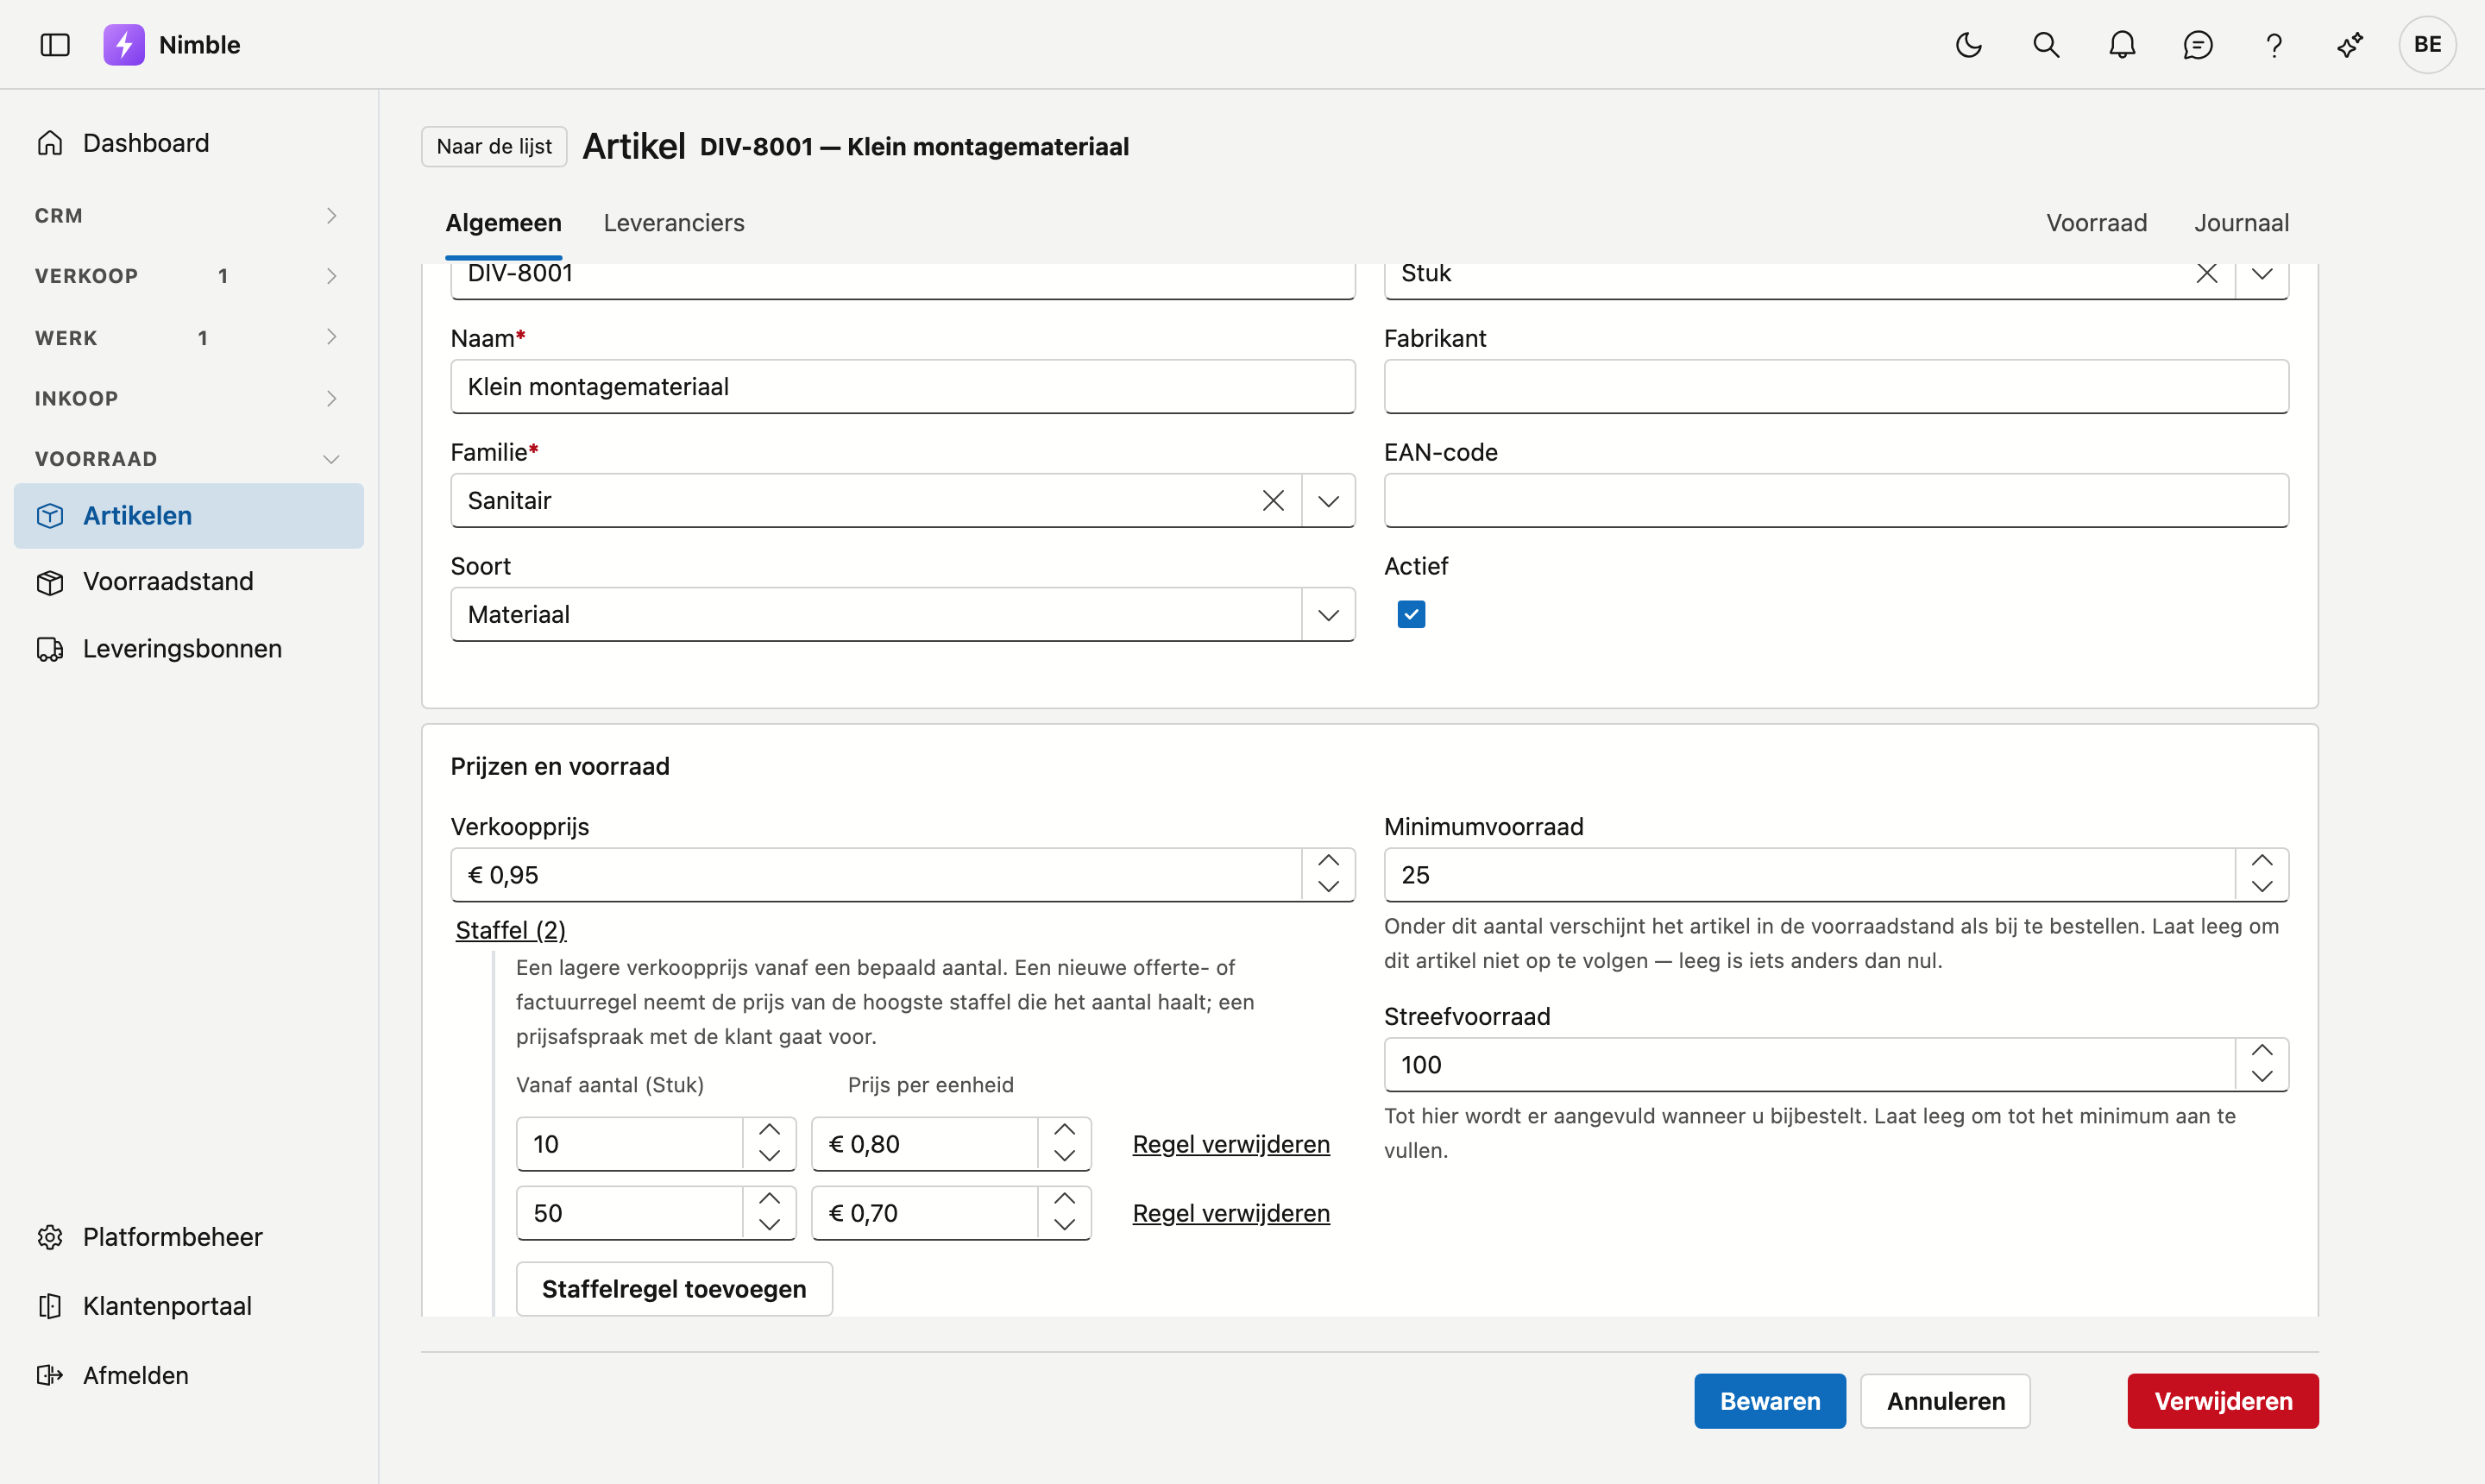 Nimble
BE
Dashboard
CRM
VERKOOP 1
WERK 1
INKOOP
VOORRAAD
Artikelen
Voorraadstand
Leveringsbonnen
Platformbeheer
Klantenportaal
Afmelden
Naar de lijst Artikel DIV-8001 — Klein montagemateriaal
Algemeen Leveranciers Voorraad Journaal
DIV-8001
Stuk
Naam*
Klein montagemateriaal
Fabrikant
Familie*
Sanitair
EAN-code
Soort
Materiaal
Actief
Prijzen en voorraad
Verkoopprijs
€ 0,95
Staffel (2)
Een lagere verkoopprijs vanaf een bepaald aantal. Een nieuwe offerte- of
factuurregel neemt de prijs van de hoogste staffel die het aantal haalt; een
prijsafspraak met de klant gaat voor.
Vanaf aantal (Stuk) Prijs per eenheid
10 € 0,80 Regel verwijderen
50 € 0,70 Regel verwijderen
Staffelregel toevoegen
Minimumvoorraad
25
Onder dit aantal verschijnt het artikel in de voorraadstand als bij te bestellen. Laat leeg om
dit artikel niet op te volgen — leeg is iets anders dan nul.
Streefvoorraad
100
Tot hier wordt er aangevuld wanneer u bijbestelt. Laat leeg om tot het minimum aan te
vullen.
Bewaren Annuleren Verwijderen